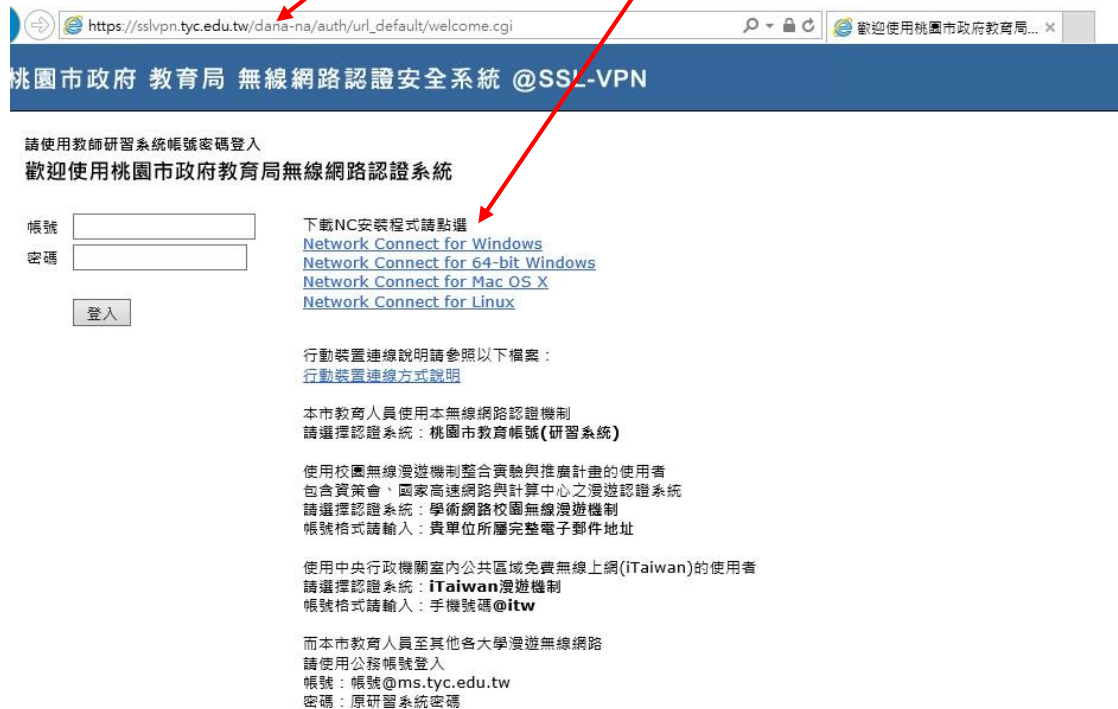 https://sslvpn.tyc.edu.tw/dana-na/auth/url_default/welcome.cgi
歡迎使用桃園市政府教育局...
桃園市政府 教育局 無線網路認證安全系統 @SSL-VPN
請使用教師研習系統帳號密碼登入
歡迎使用桃園市政府教育局無線網路認證系統
帳號
密碼
登入
下載NC安裝程式請點選
Network Connect for Windows
Network Connect for 64-bit Windows
Network Connect for Mac OS X
Network Connect for Linux
行動裝置連線說明請參照以下檔案：
行動裝置連線方式說明
本市教育人員使用本無線網路認證機制
請選擇認證系統：桃園市教育帳號(研習系統)
使用校園無線漫遊機制整合實驗與推廣計畫的使用者
包含資策會、國家高速網路與計算中心之漫遊認證系統
請選擇認證系統：學術網路校園無線漫遊機制
帳號格式請輸入：貴單位所屬完整電子郵件地址
使用中央行政機關室內公共區域免費無線上網(iTaiwan)的使用者
請選擇認證系統：iTaiwan漫遊機制
帳號格式請輸入：手機號碼@itw
而本市教育人員至其他各大學漫遊無線網路
請使用公務帳號登入
帳號：帳號@ms.tyc.edu.tw
密碼：原研習系統密碼